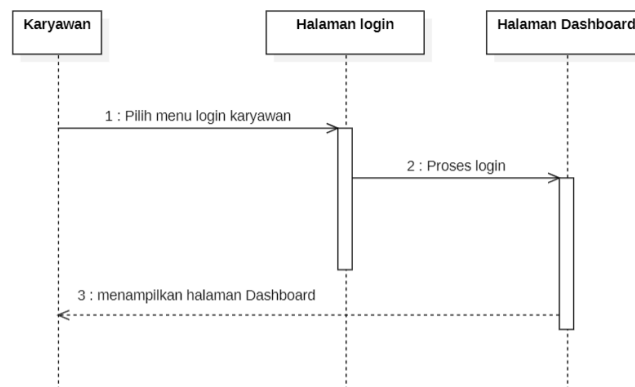 Karyawan
Halaman login
Halaman Dashboard
1 : Pilih menu login karyawan
2 : Proses login
3 : menampilkan halaman Dashboard